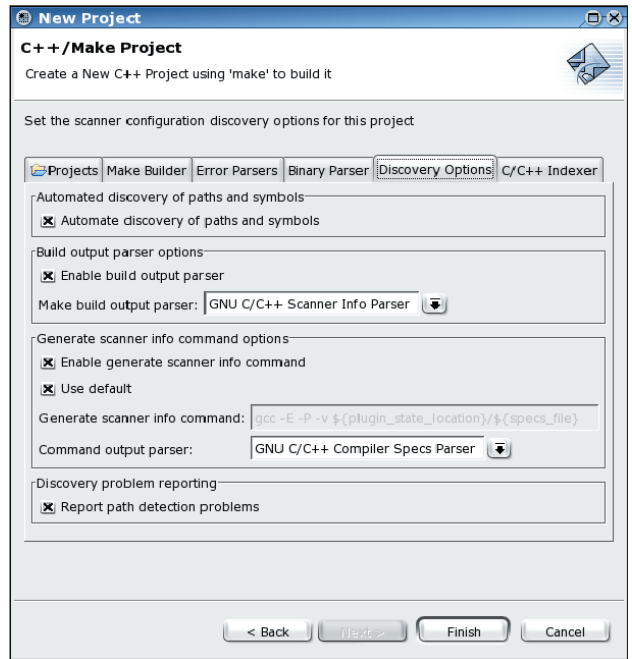 New Project
C++/Make Project
Create a New C++ Project using 'make' to build it
Set the scanner configuration discovery options for this project
Projects Make Builder Error Parsers Binary Parser Discovery Options C/C++ Indexer
Automated discovery of paths and symbols
Automate discovery of paths and symbols
Build output parser options
Enable build output parser
Make build output parser: GNU C/C++ Scanner Info Parser
Generate scanner info command options
Enable generate scanner info command
Use default
Generate scanner info command: gcc -E -P -v ${plugin_state_location}/${specs_file}
Command output parser: GNU C/C++ Compiler Specs Parser
Discovery problem reporting
Report path detection problems
< Back Next > Finish Cancel